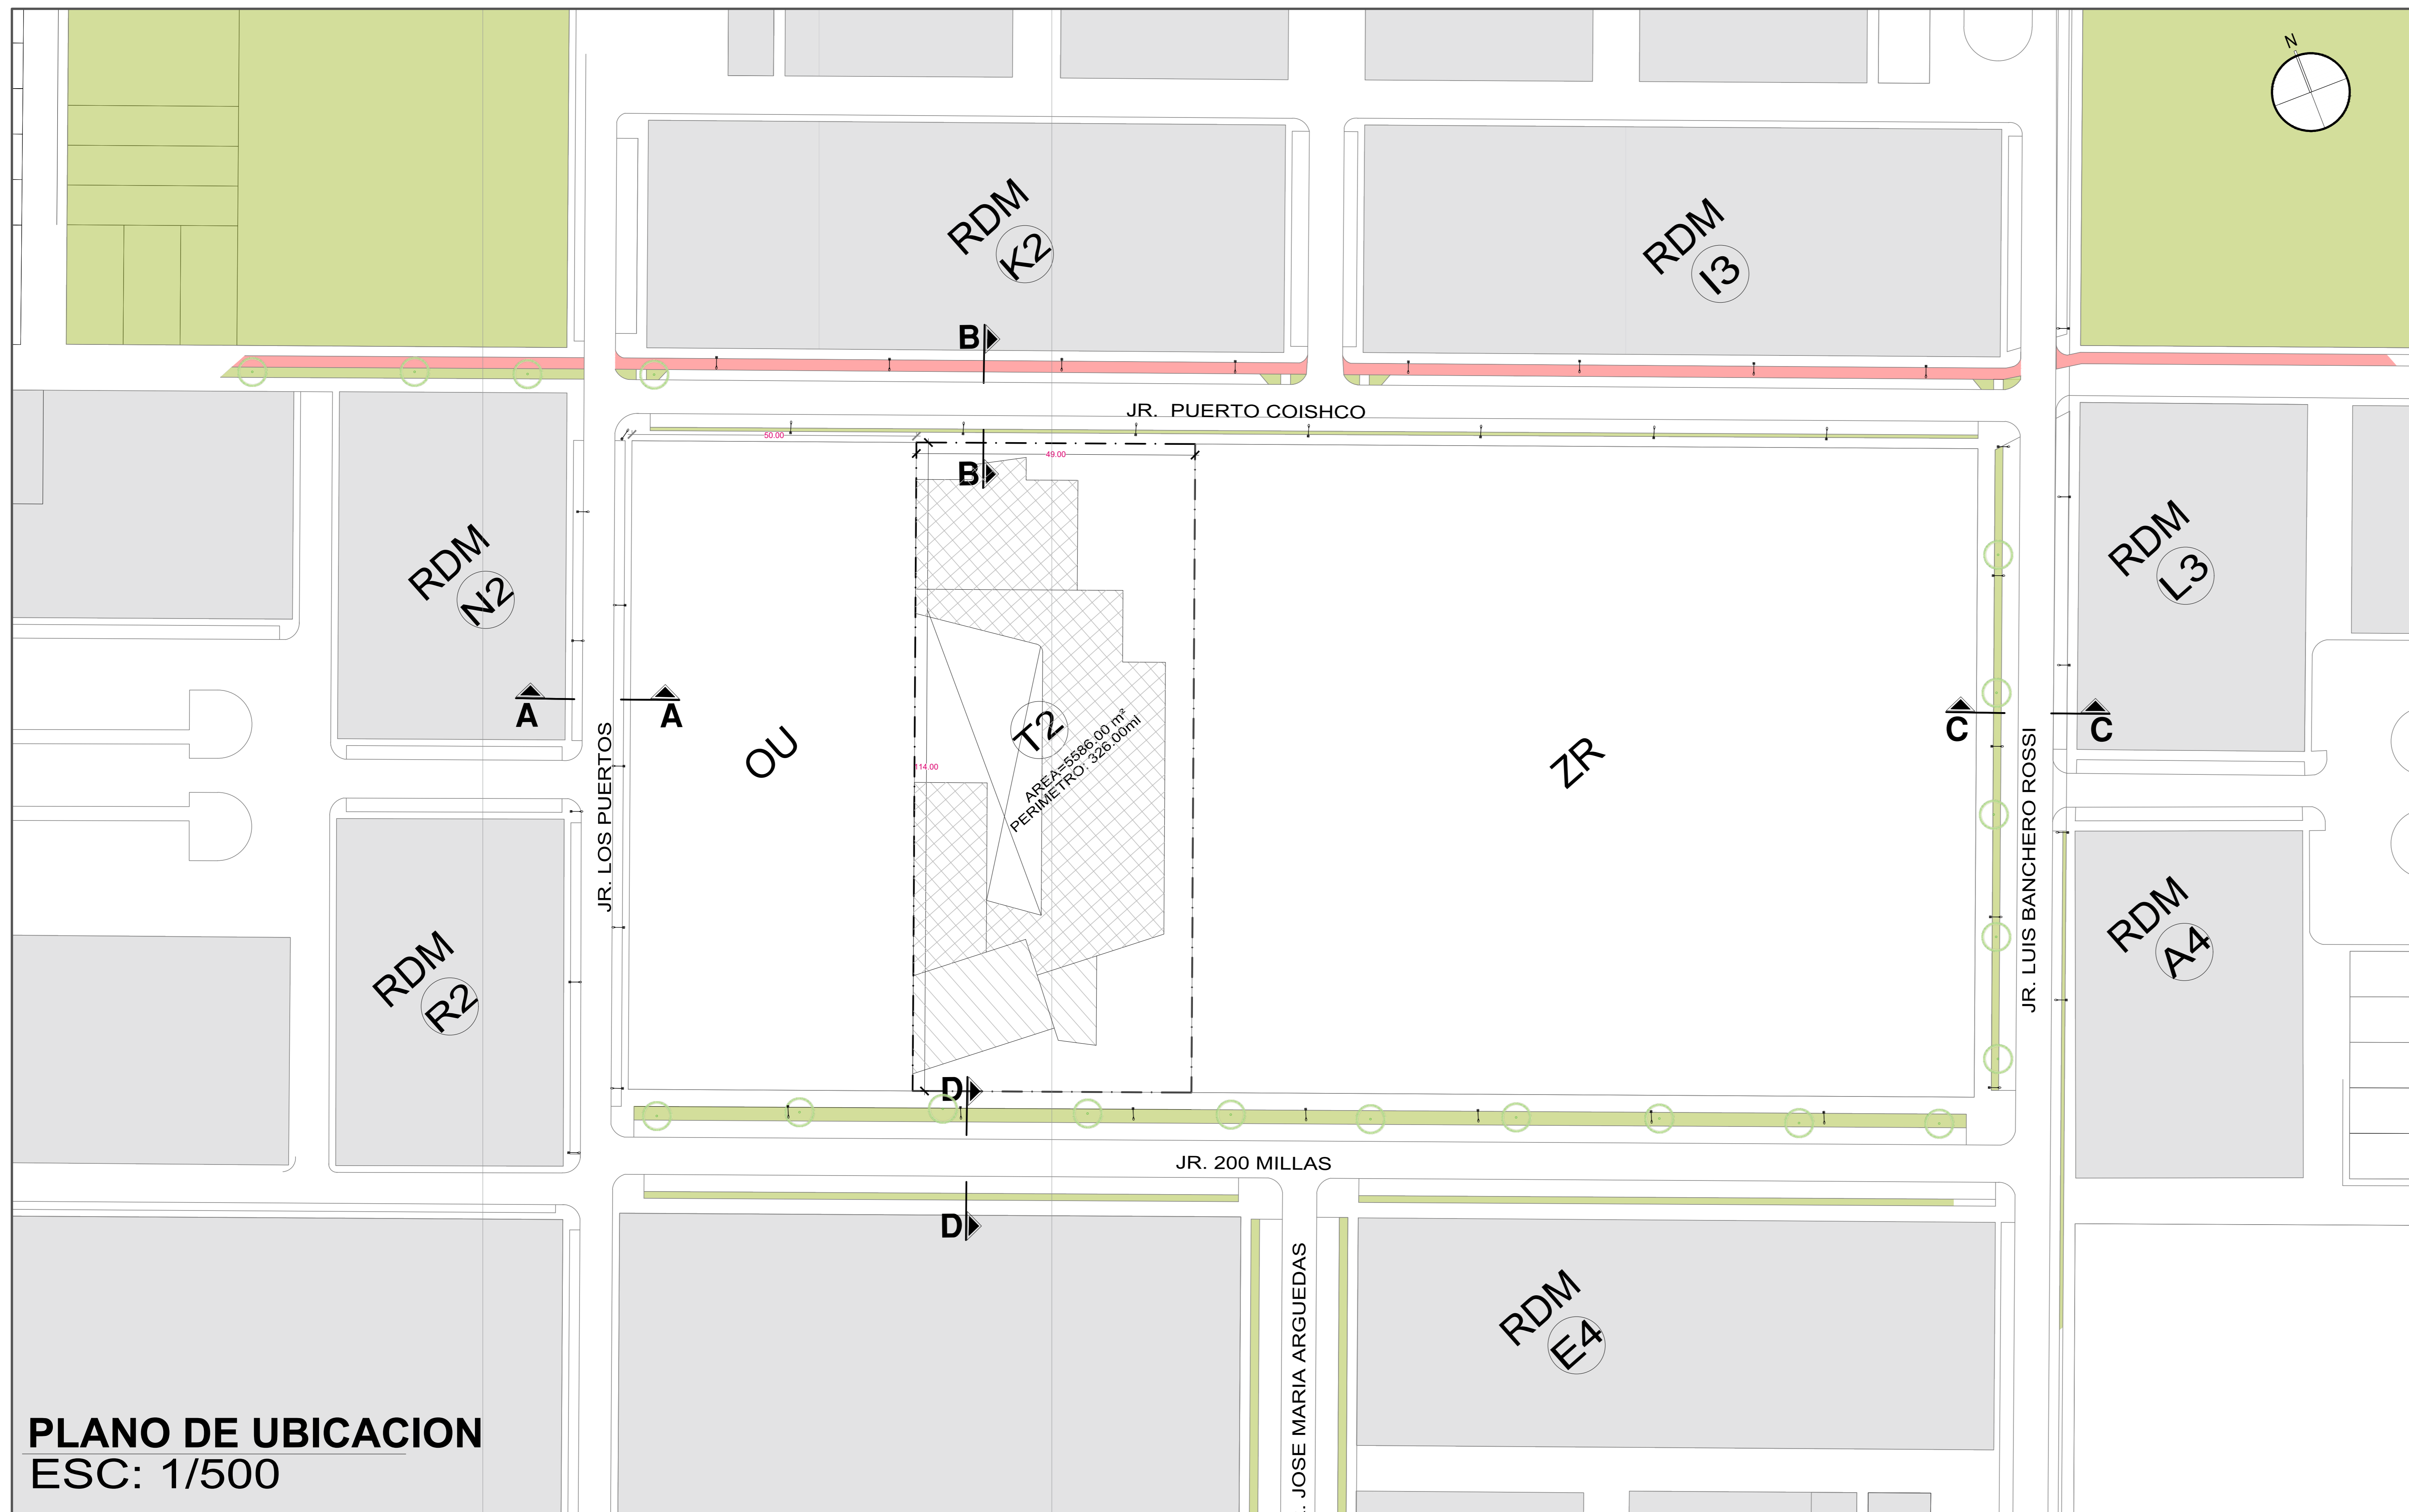 N
RDM
K2
RDM
I3
B
JR. PUERTO COISHCO
50.00
49.00
B
RDM
N2
RDM
L3
A
A
OU
T2
AREA=5586.00 m²
PERIMETRO: 326.00ml
114.00
ZR
C
C
JR. LOS PUERTOS
JR. LUIS BANCHERO ROSSI
RDM
R2
RDM
A4
D
JR. 200 MILLAS
D
. JOSE MARIA ARGUEDAS
RDM
E4
PLANO DE UBICACION
ESC: 1/500